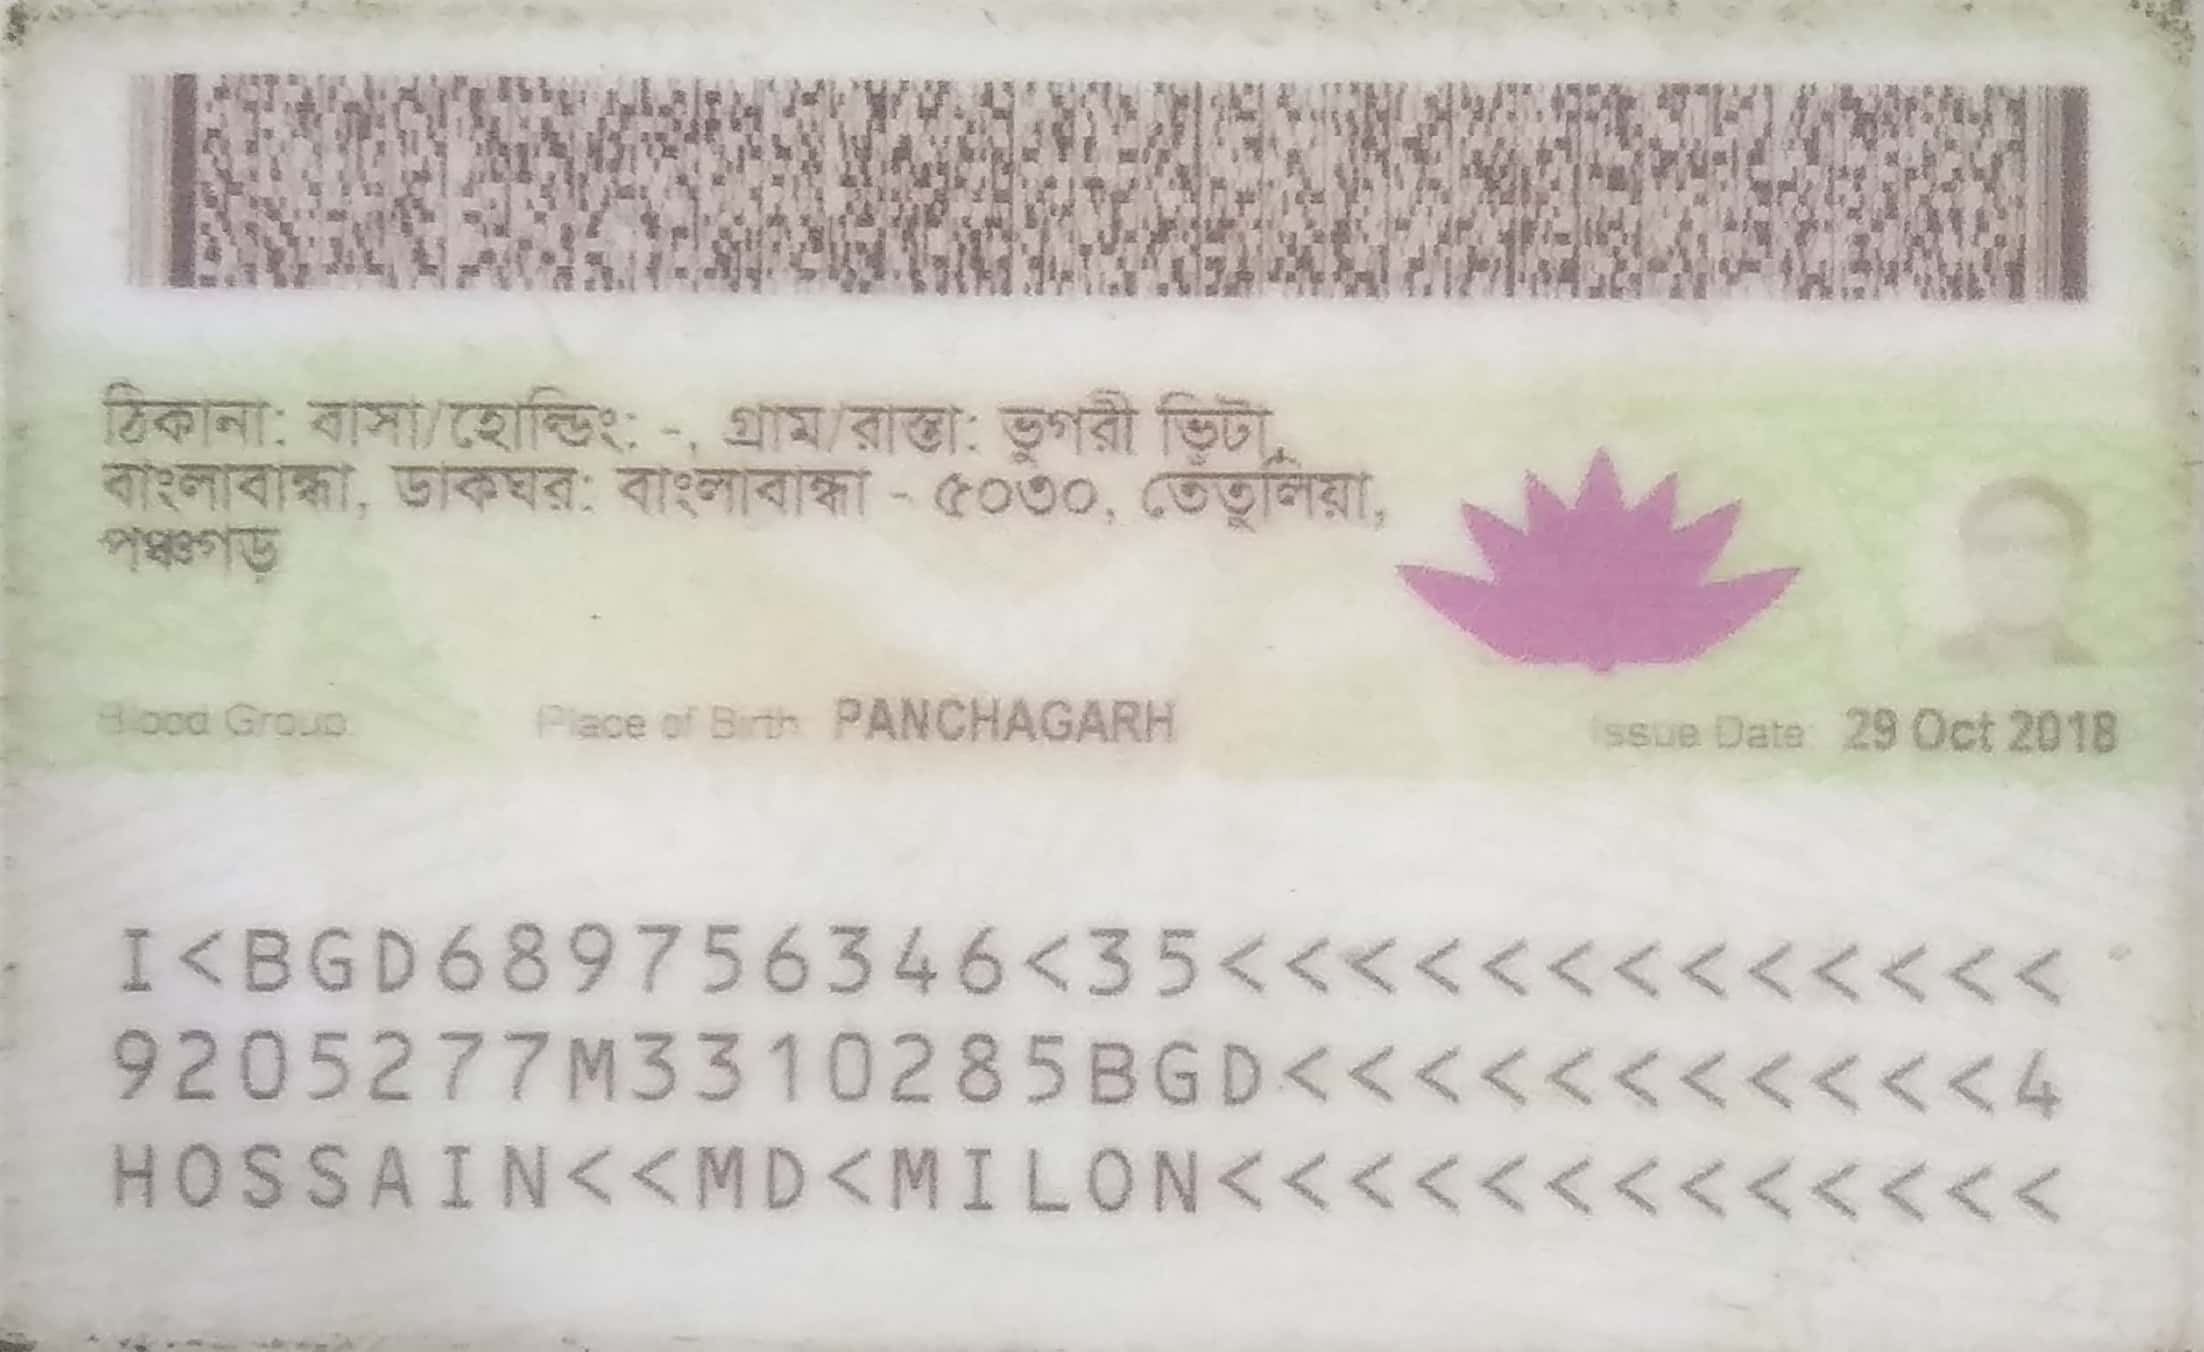 ঠিকানা: বাসা/হোল্ডিং: -, গ্রাম/রাস্তা: ভুগরী ভিটা,
বাংলাবান্ধা, ডাকঘর: বাংলাবান্ধা - ৫০৩০, তেতুলিয়া,
পঞ্চগড়
Blood Group: Place of Birth: PANCHAGARH Issue Date: 29 Oct 2018
I<BGD689756346<35<<<<<<<<<<<<<
9205277M3310285BGD<<<<<<<<<<<4
HOSSAIN<<MD<MILON<<<<<<<<<<<<<